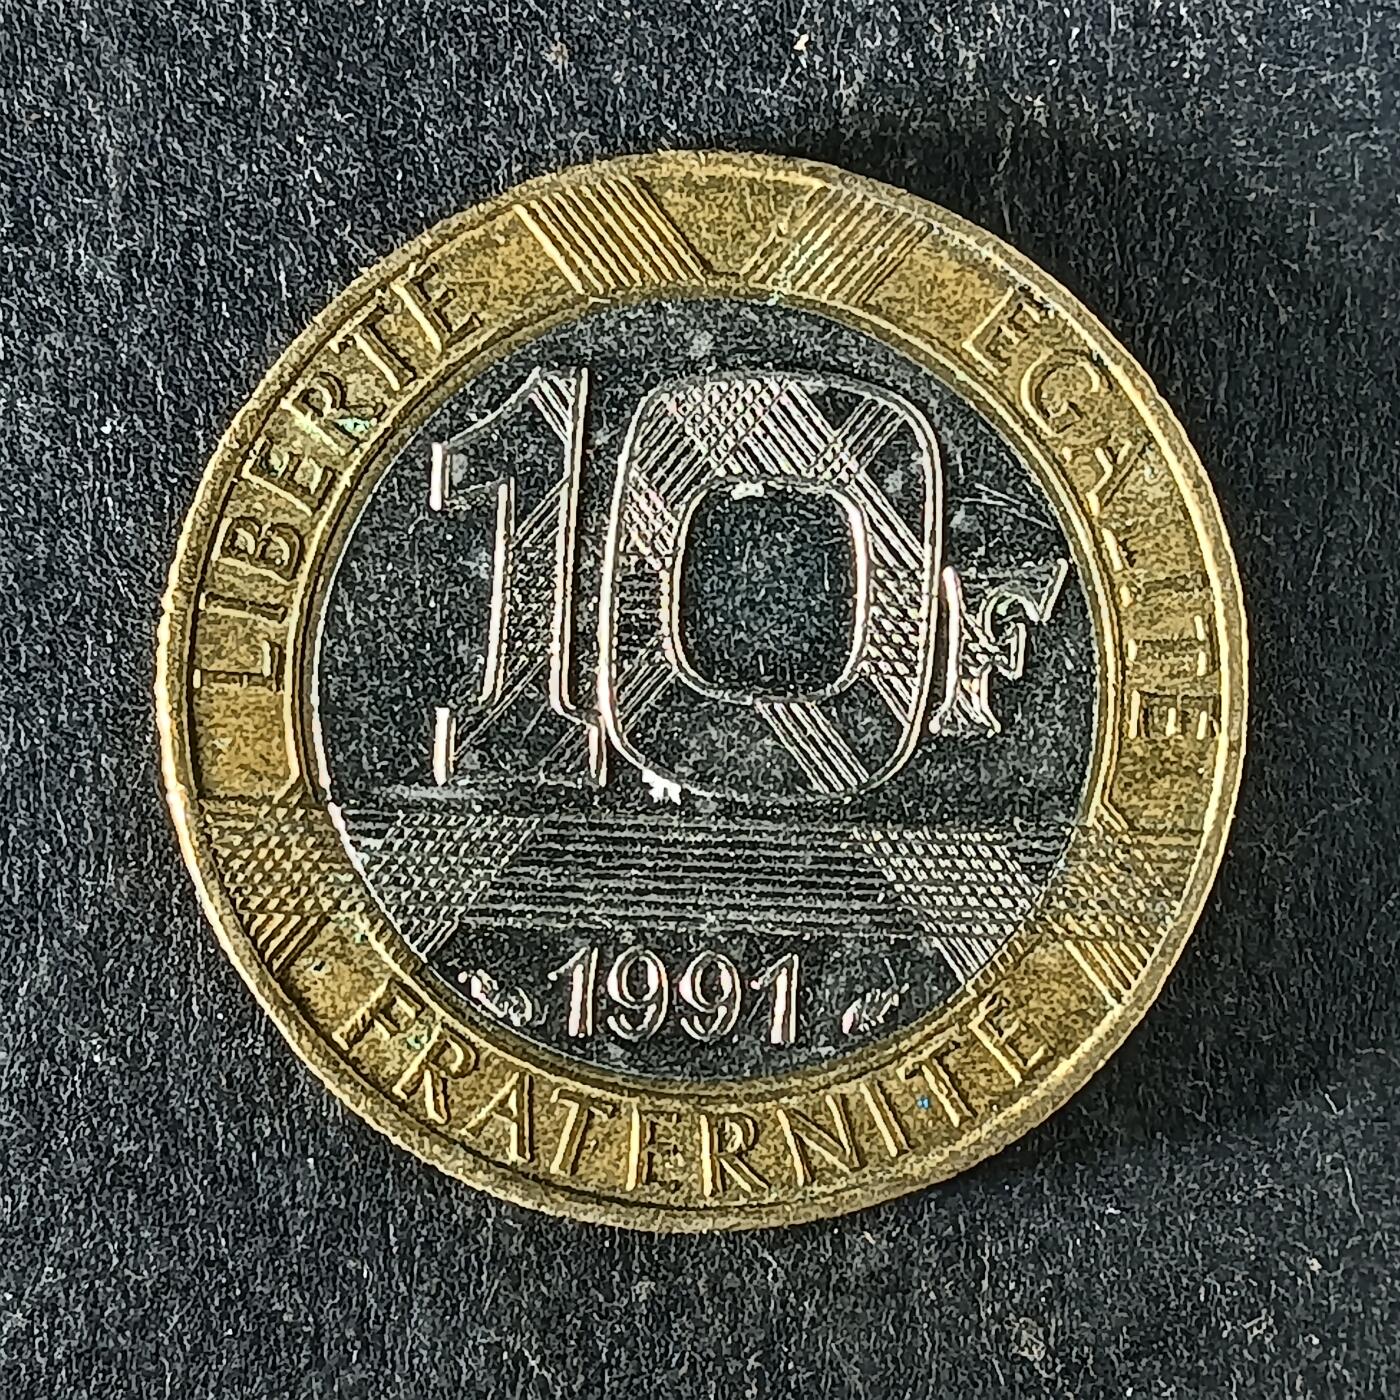 LIBERTE
EGALITE
10F
1991
FRATERNITE